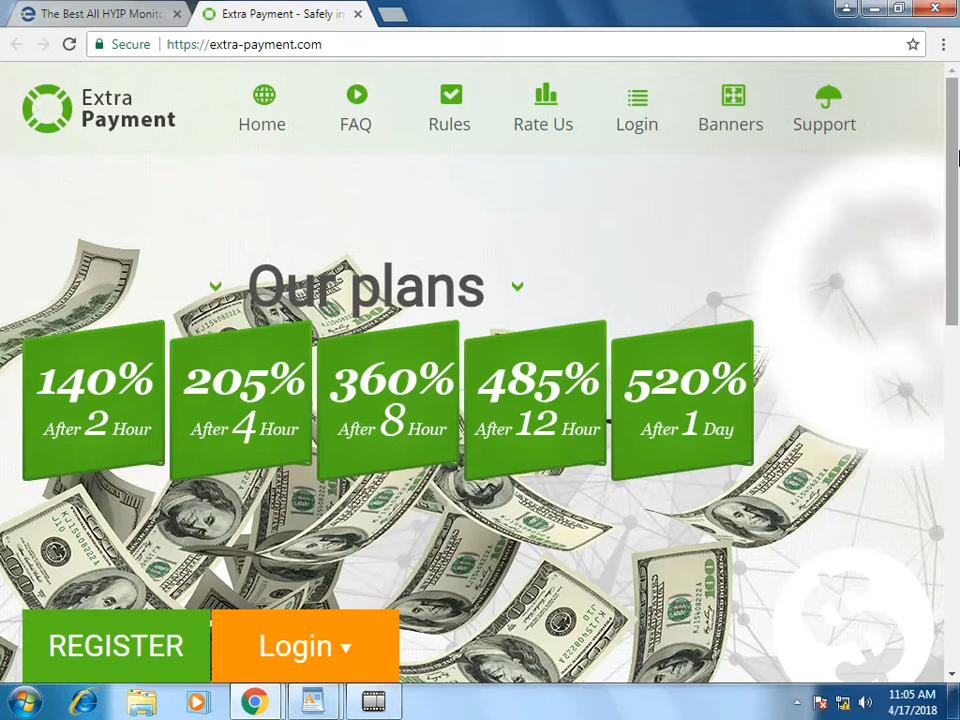 The Best All HYIP Monito
Extra Payment - Safely in
Secure
https://extra-payment.com
Extra
Payment
Home
FAQ
Rules
Rate Us
Login
Banners
Support
Our plans
140%
After 2 Hour
205%
After 4 Hour
360%
After 8 Hour
485%
After 12 Hour
520%
After 1 Day
REGISTER
Login
11:05 AM
4/17/2018